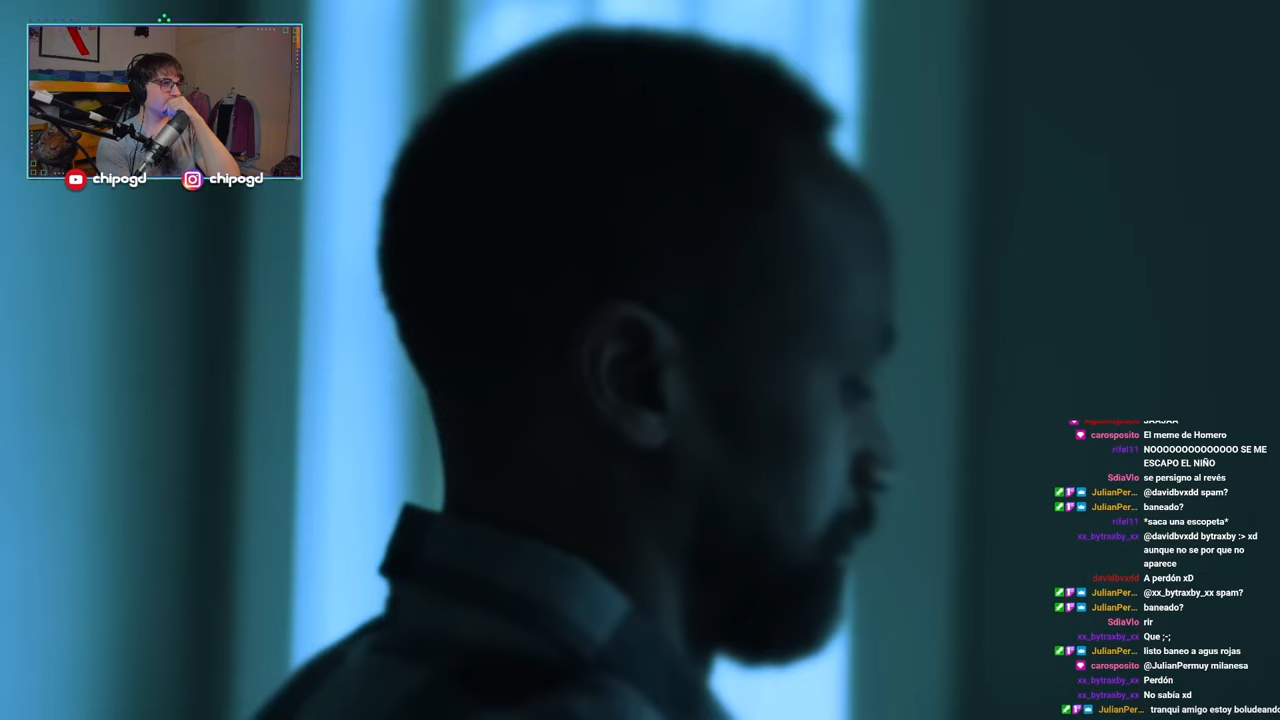 chipogd
chipogd
carosposito El meme de Homero
rifel11 NOOOOOOOOOOOOOO SE ME
ESCAPO EL NIÑO
SdiaVlo se persigno al revés
JulianPer... @davidbvxdd spam?
JulianPer... baneado?
rifel11 *saca una escopeta*
xx_bytraxby_xx @davidbvxdd bytraxby :> xd
aunque no se por que no
aparece
davidbvxdd A perdón xD
JulianPer... @xx_bytraxby_xx spam?
JulianPer... baneado?
SdiaVlo rir
xx_bytraxby_xx Que ;-;
JulianPer... listo baneo a agus rojas
carosposito @JulianPermuy milanesa
xx_bytraxby_xx Perdón
xx_bytraxby_xx No sabía xd
JulianPer... tranqui amigo estoy boludeando